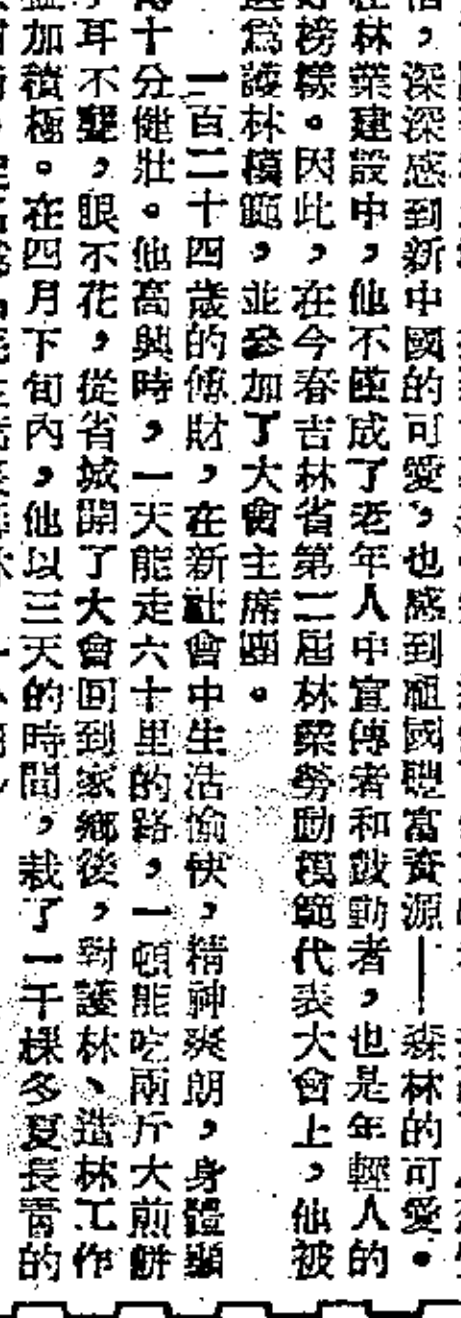 ，深深感到新中國的可愛，也感到祖國豐富資源——森林的可愛。
在林業建設中，他不僅成了老年人中宣傳者和鼓動者，也是年輕人的
好榜樣。因此，在今春吉林省第二屆林業勞動模範代表大會上，他被
選爲護林模範，並參加了大會主席團。
一百二十四歲的傅財，在新社會中生活愉快，精神爽朗，身體顯
十分健壯。他高興時，一天能走六十里的路，一頓能吃兩斤大煎餅
，耳不聾，眼不花，從省城開了大會回到家鄉後，對護林、造林工作
益加積極。在四月下旬內，他以三天的時間，栽了一千棵多夏長青的